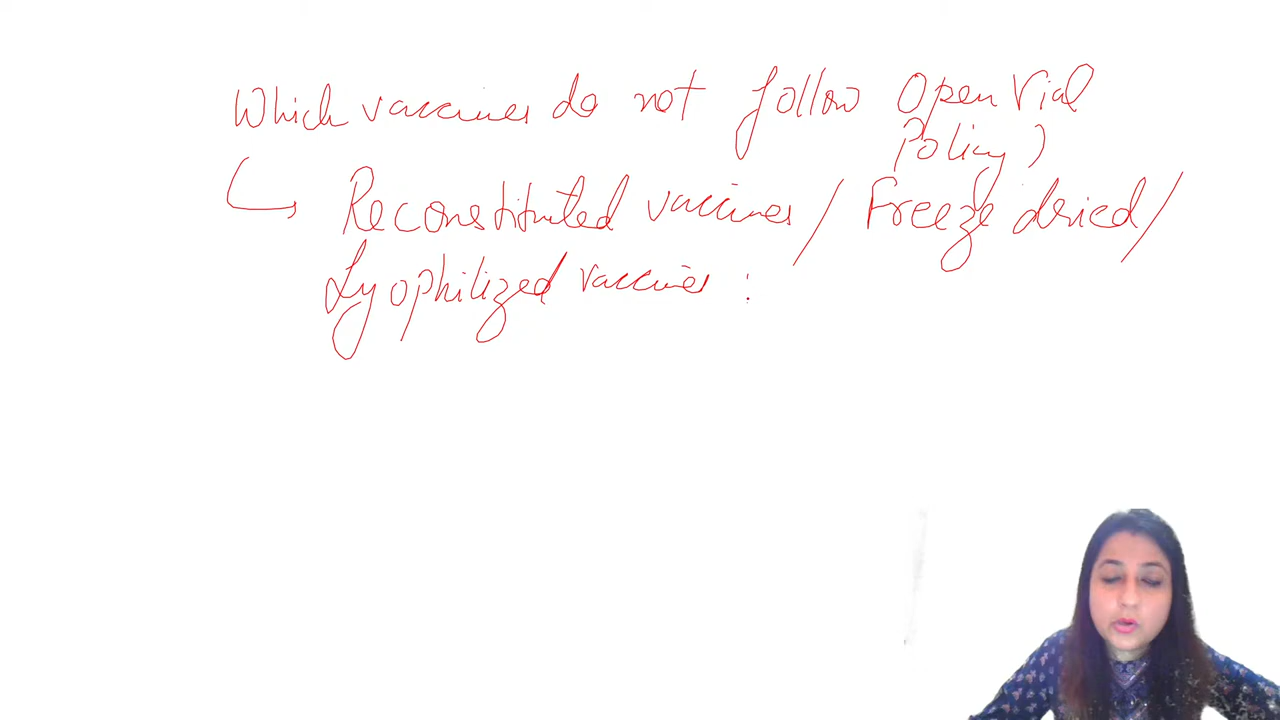 Which vaccines do not follow Open Vial
Policy?
↳ Reconstituted vaccines / Freeze dried /
Lyophilized vaccines :